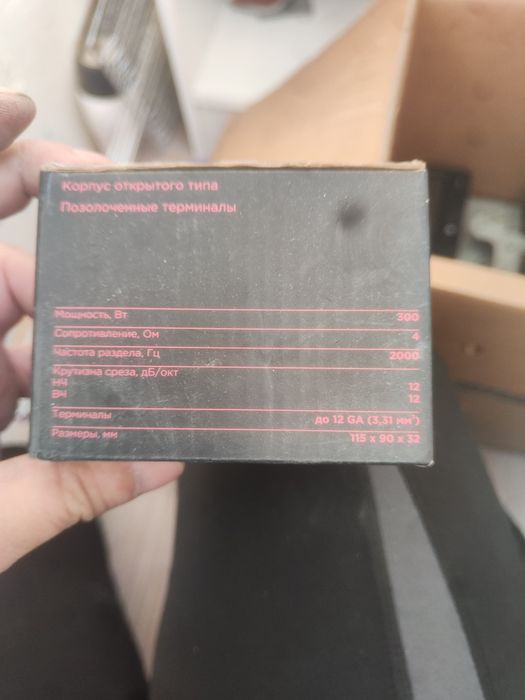 Корпус открытого типа
Позолоченные терминалы
Мощность, Вт 300
Сопротивление, Ом 4
Частота раздела, Гц 2000
Крутизна среза, дБ/окт
НЧ 12
ВЧ 12
Терминалы до 12 GA (3,31 мм²)
Размеры, мм 115 x 90 x 32